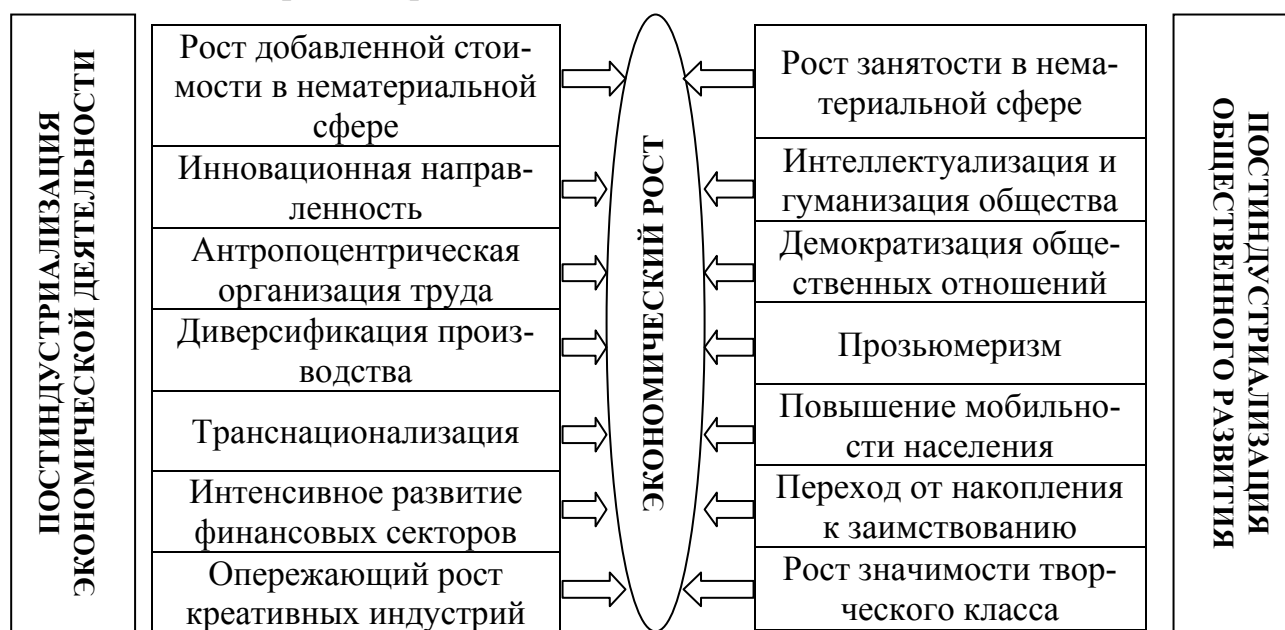 ПОСТИНДУСТРИАЛИЗАЦИЯ
ЭКОНОМИЧЕСКОЙ ДЕЯТЕЛЬНОСТИ
Рост добавленной стои-
мости в нематериальной
сфере
Инновационная направ-
ленность
Антропоцентрическая
организация труда
Диверсификация произ-
водства
Транснационализация
Интенсивное развитие
финансовых секторов
Опережающий рост
креативных индустрий
ЭКОНОМИЧЕСКИЙ РОСТ
Рост занятости в нема-
териальной сфере
Интеллектуализация и
гуманизация общества
Демократизация обще-
ственных отношений
Прозьюмеризм
Повышение мобильно-
сти населения
Переход от накопления
к заимствованию
Рост значимости твор-
ческого класса
ПОСТИНДУСТРИАЛИЗАЦИЯ
ОБЩЕСТВЕННОГО РАЗВИТИЯ